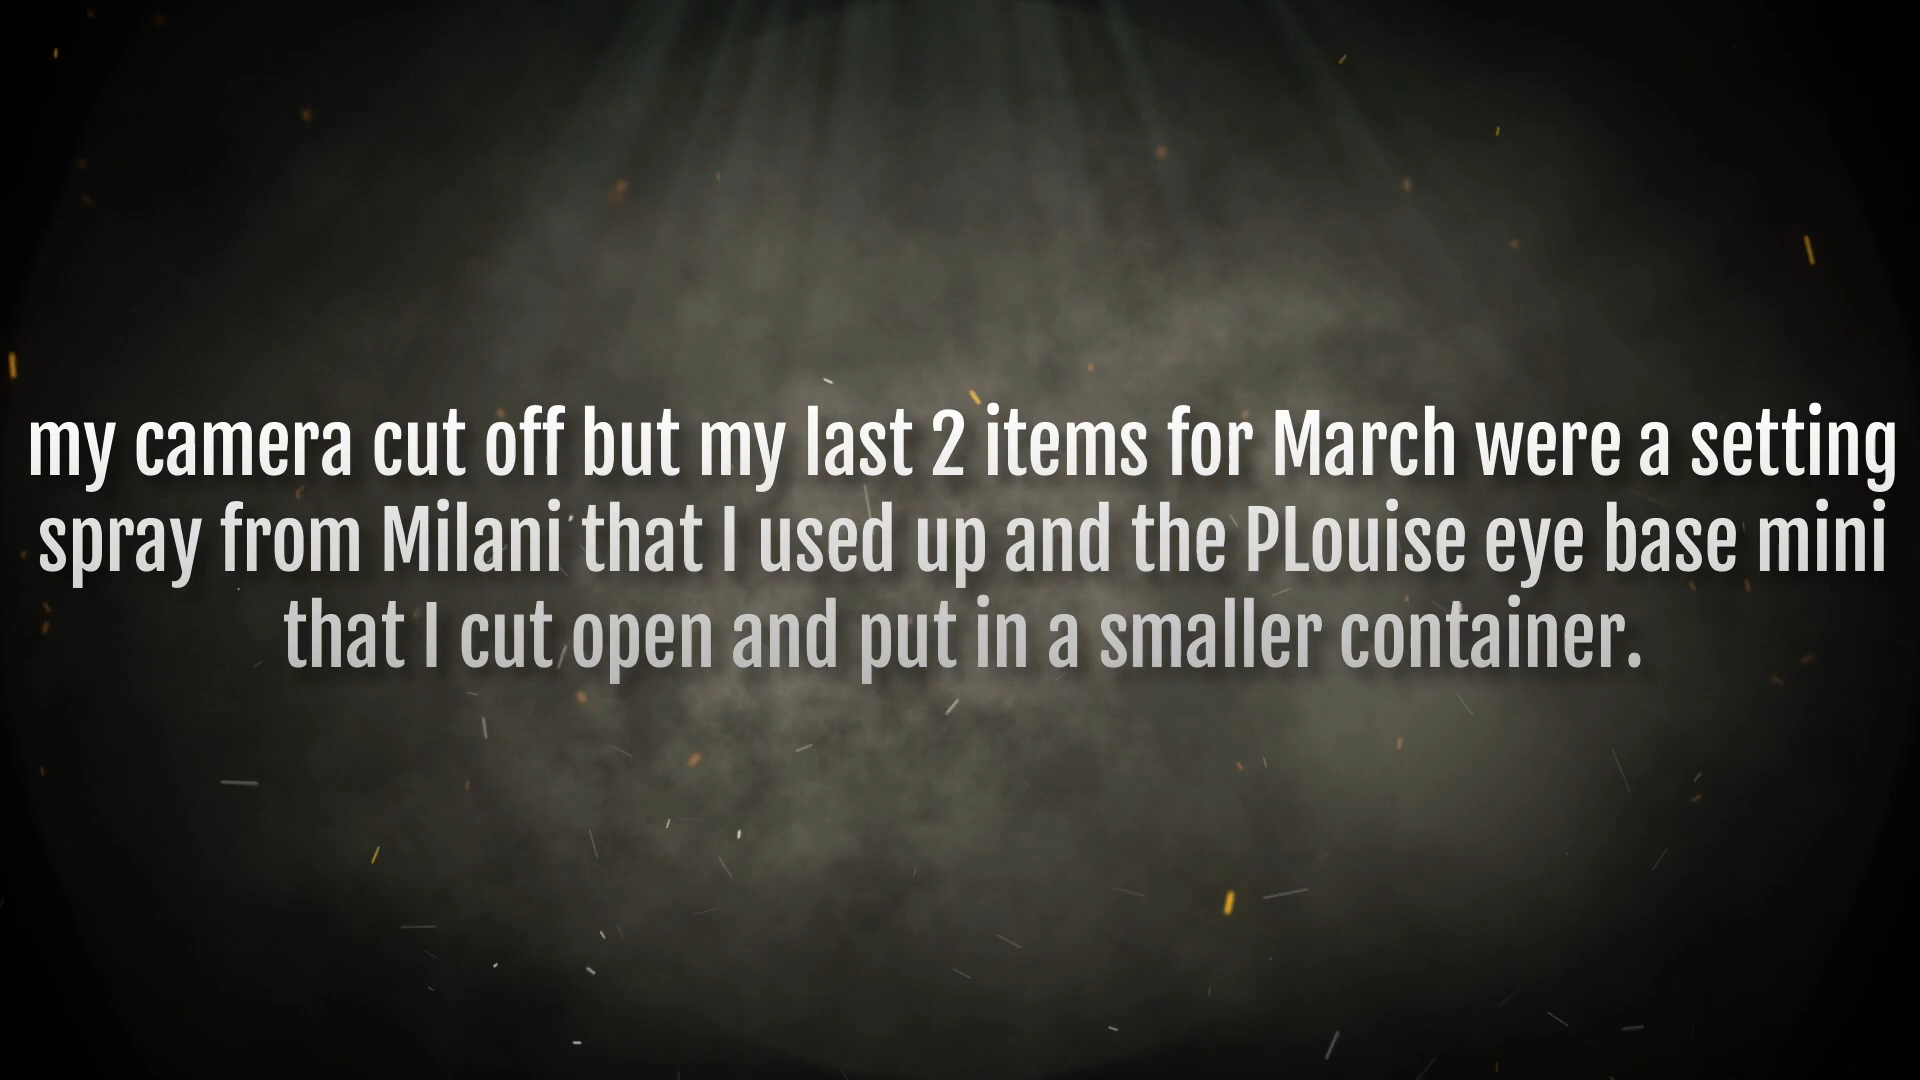 my camera cut off but my last 2 items for March were a setting
spray from Milani that I used up and the PLouise eye base mini
that I cut open and put in a smaller container.